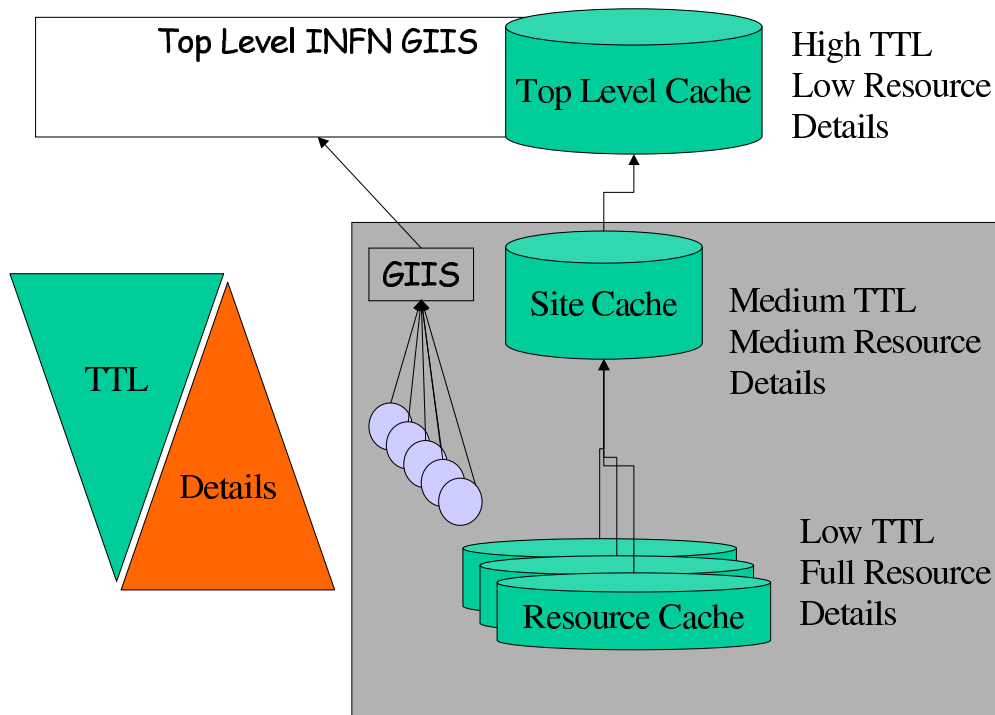 Top Level INFN GIIS
Top Level Cache
High TTL
Low Resource
Details
GIIS
Site Cache
Medium TTL
Medium Resource
Details
TTL
Details
Low TTL
Full Resource
Details
Resource Cache